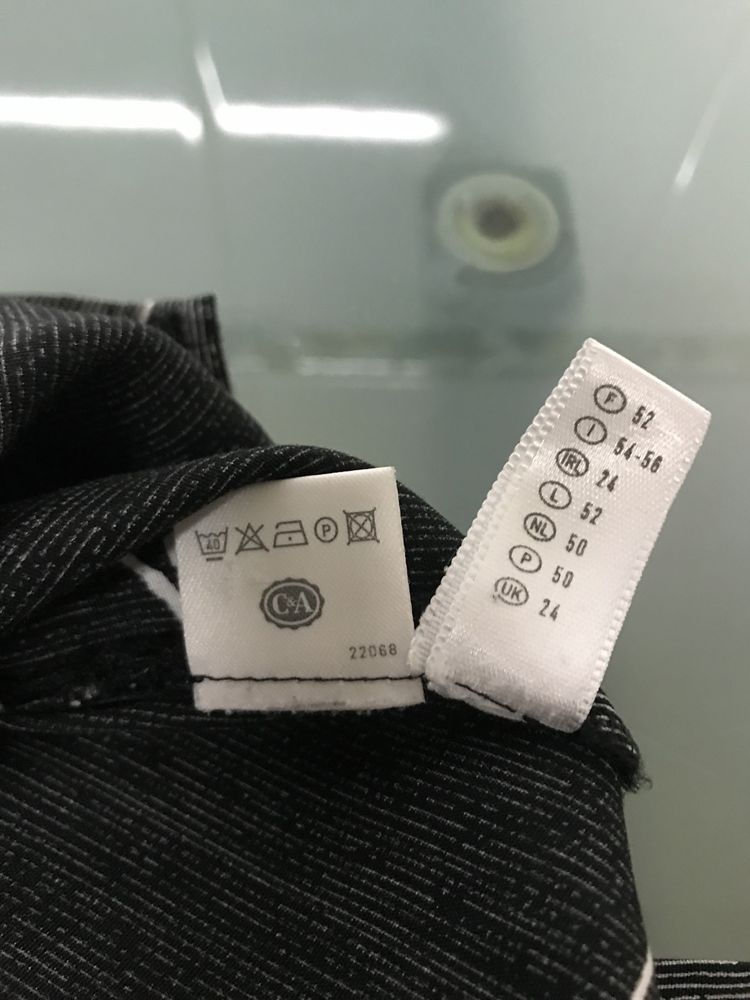 40 P
C&A
22068
F 52
I 54-56
IRL 24
L 52
NL 50
P 50
UK 24